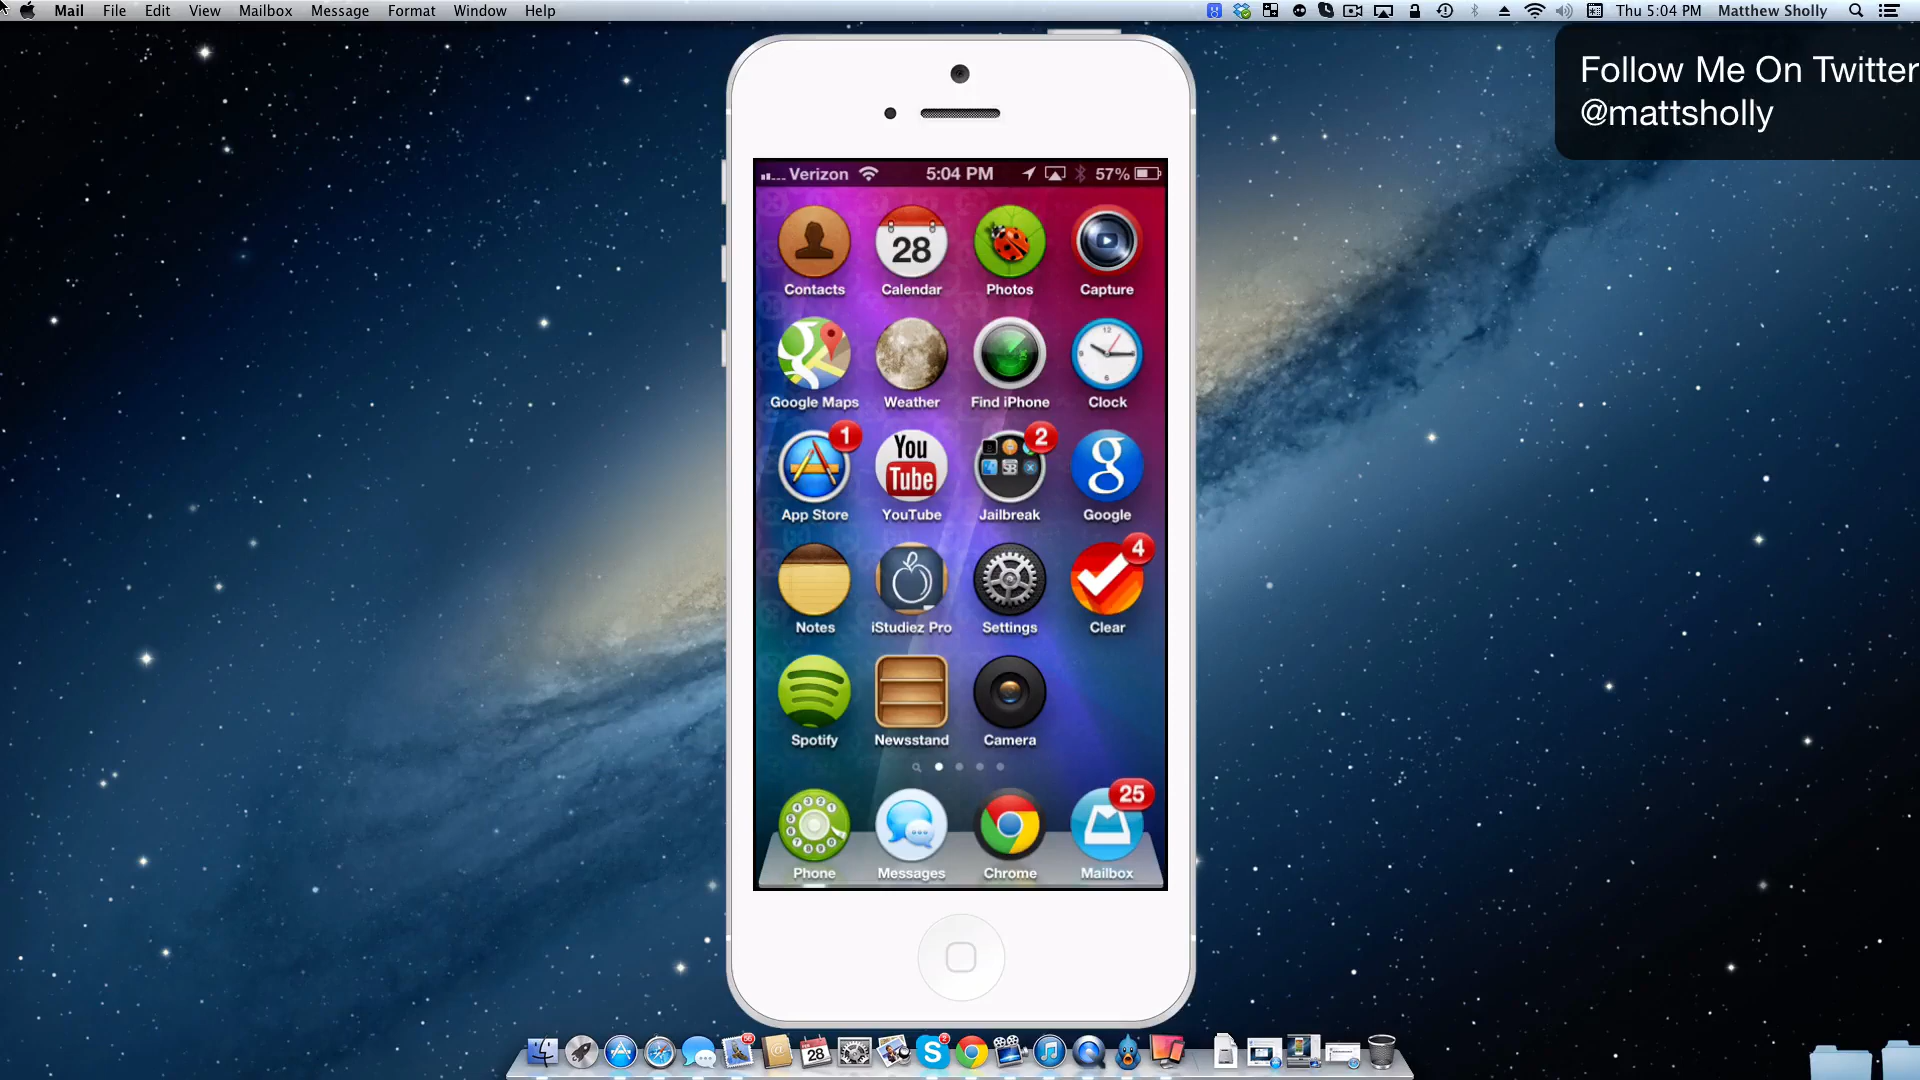 Mail File Edit View Mailbox Message Format Window Help Thu 5:04 PM Matthew Sholly
Follow Me On Twitter
@mattsholly
Verizon 5:04 PM 57%
28
Contacts Calendar Photos Capture
12
6
Google Maps Weather Find iPhone Clock
1 You Tube 2 g
App Store YouTube Jailbreak Google
4
Notes iStudiez Pro Settings Clear
Spotify Newsstand Camera
25
Phone Messages Chrome Mailbox
28